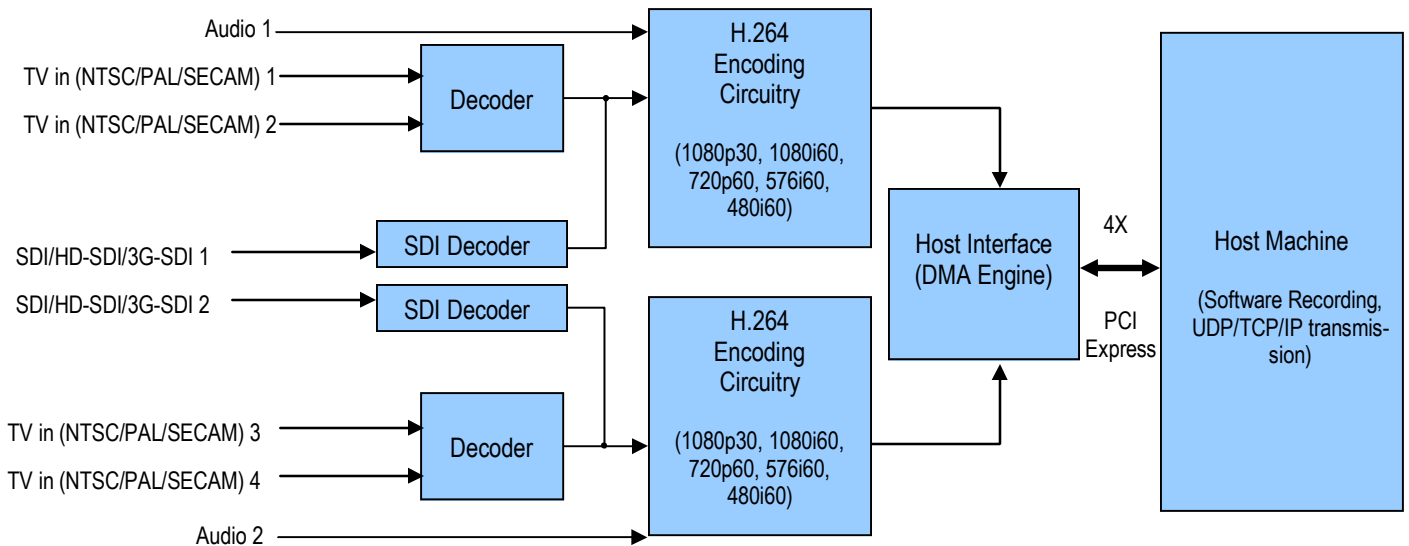 Audio 1
TV in (NTSC/PAL/SECAM) 1
TV in (NTSC/PAL/SECAM) 2
Decoder
SDI/HD-SDI/3G-SDI 1
SDI Decoder
SDI/HD-SDI/3G-SDI 2
SDI Decoder
TV in (NTSC/PAL/SECAM) 3
TV in (NTSC/PAL/SECAM) 4
Decoder
Audio 2
H.264
Encoding
Circuitry
(1080p30, 1080i60,
720p60, 576i60,
480i60)
H.264
Encoding
Circuitry
(1080p30, 1080i60,
720p60, 576i60,
480i60)
Host Interface
(DMA Engine)
4X
PCI
Express
Host Machine
(Software Recording,
UDP/TCP/IP transmis-
sion)